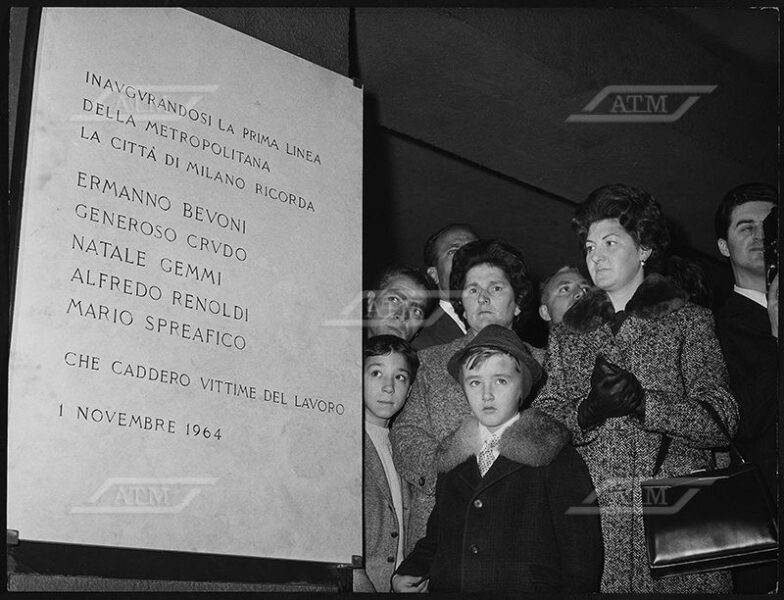 INAVGVRANDOSI LA PRIMA LINEA
DELLA METROPOLITANA
LA CITTÀ DI MILANO RICORDA
ERMANNO BEVONI
GENEROSO CRVDO
NATALE GEMMI
ALFREDO RENOLDI
MARIO SPREAFICO
CHE CADDERO VITTIME DEL LAVORO
1 NOVEMBRE 1964
ATM
ATM
ATM
ATM
ATM